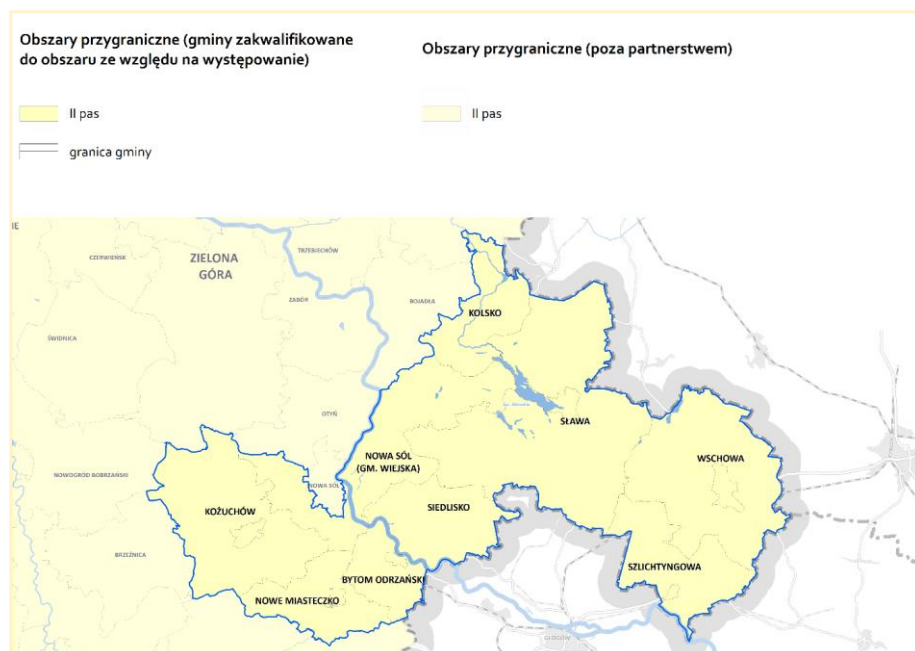 Obszary przygraniczne (gminy zakwalifikowane
do obszaru ze względu na występowanie)
II pas
granica gminy
Obszary przygraniczne (poza partnerstwem)
II pas
IE
CZERWIEŃSK
ZIELONA
GÓRA
TRZEBIECHÓW
ZABÓR
BOJADŁA
KOLSKO
ŚWIDNICA
OTYŃ
SŁAWA
NOWA SÓL
(GM. WIEJSKA)
WSCHOWA
NOWOGRÓD BOBRZAŃSKI
NOWA SÓL
KOŻUCHÓW
SIEDLISKO
BRZEŹNICA
BYTOM ODRZAŃSKI
SZLICHTYNGOWA
NOWE MIASTECZKO
GŁOGÓW